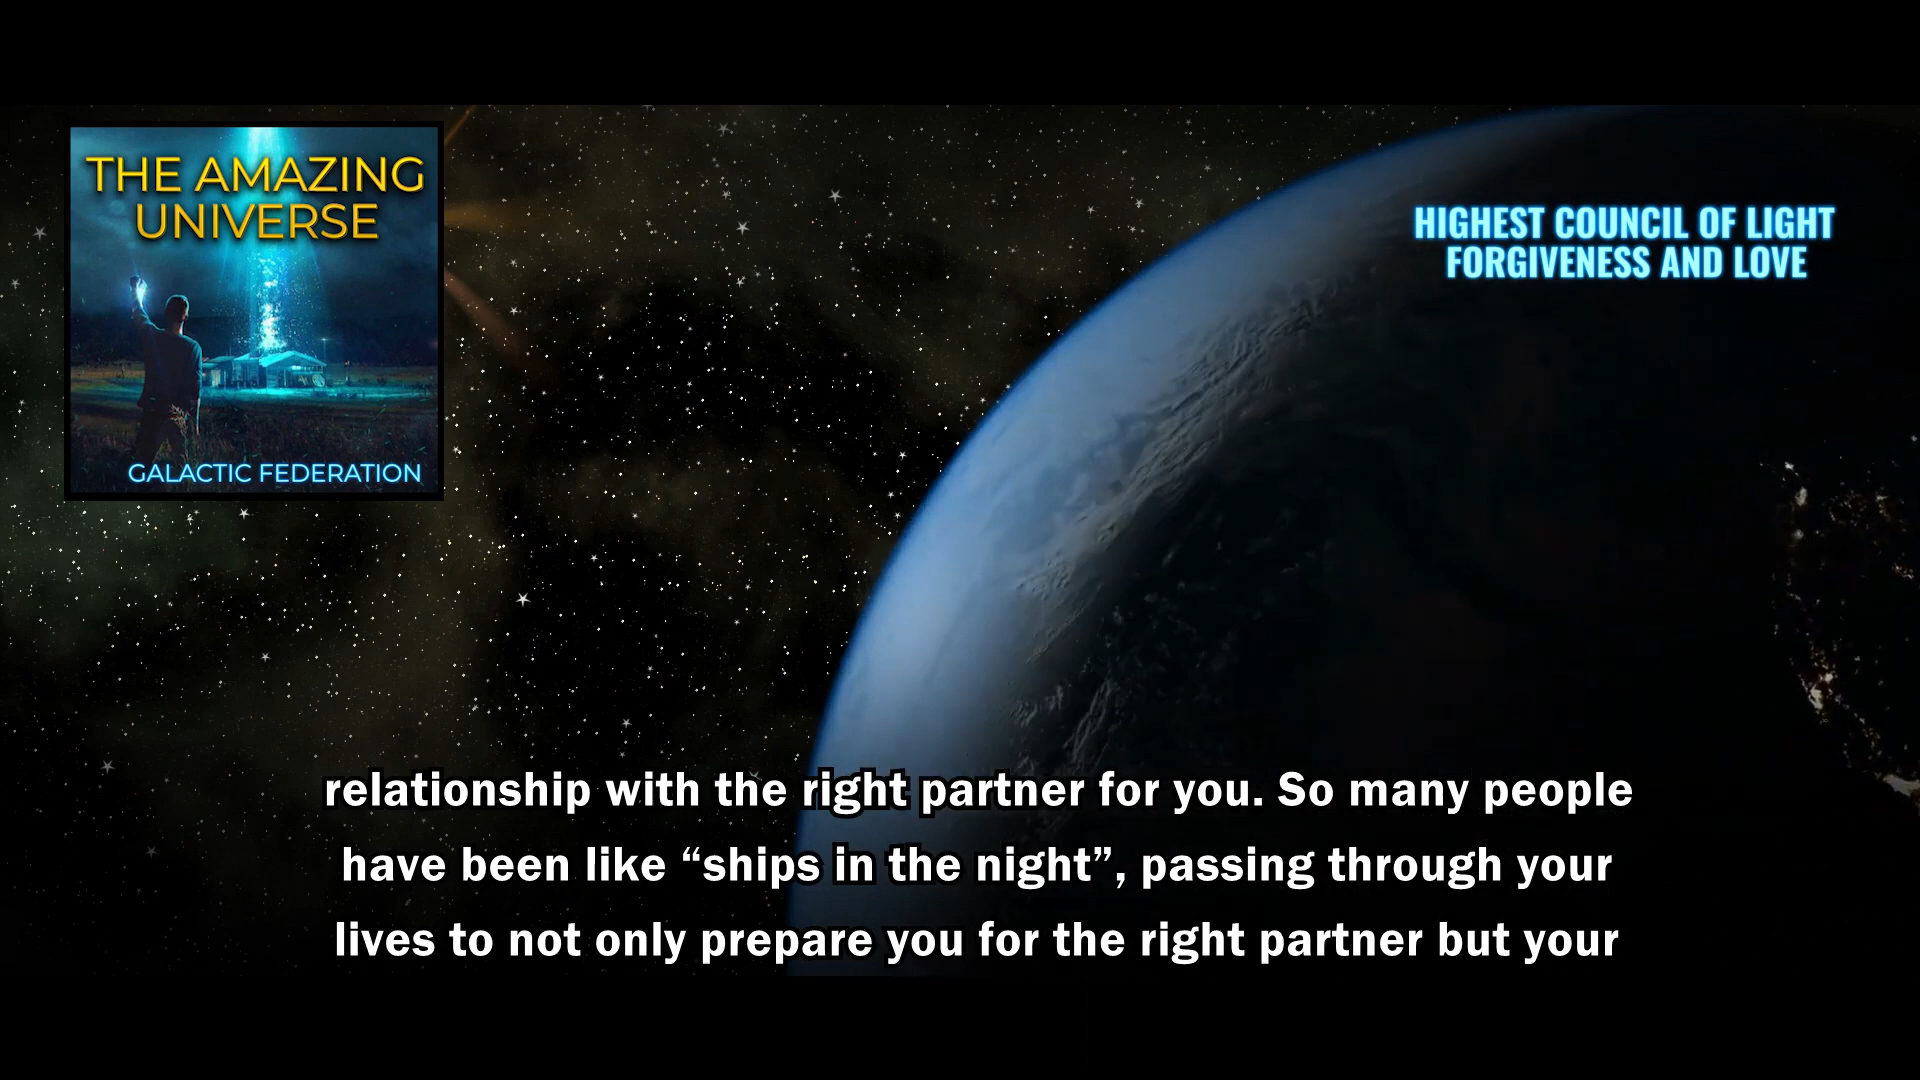 THE AMAZING
UNIVERSE
GALACTIC FEDERATION
HIGHEST COUNCIL OF LIGHT
FORGIVENESS AND LOVE
relationship with the right partner for you. So many people
have been like “ships in the night”, passing through your
lives to not only prepare you for the right partner but your